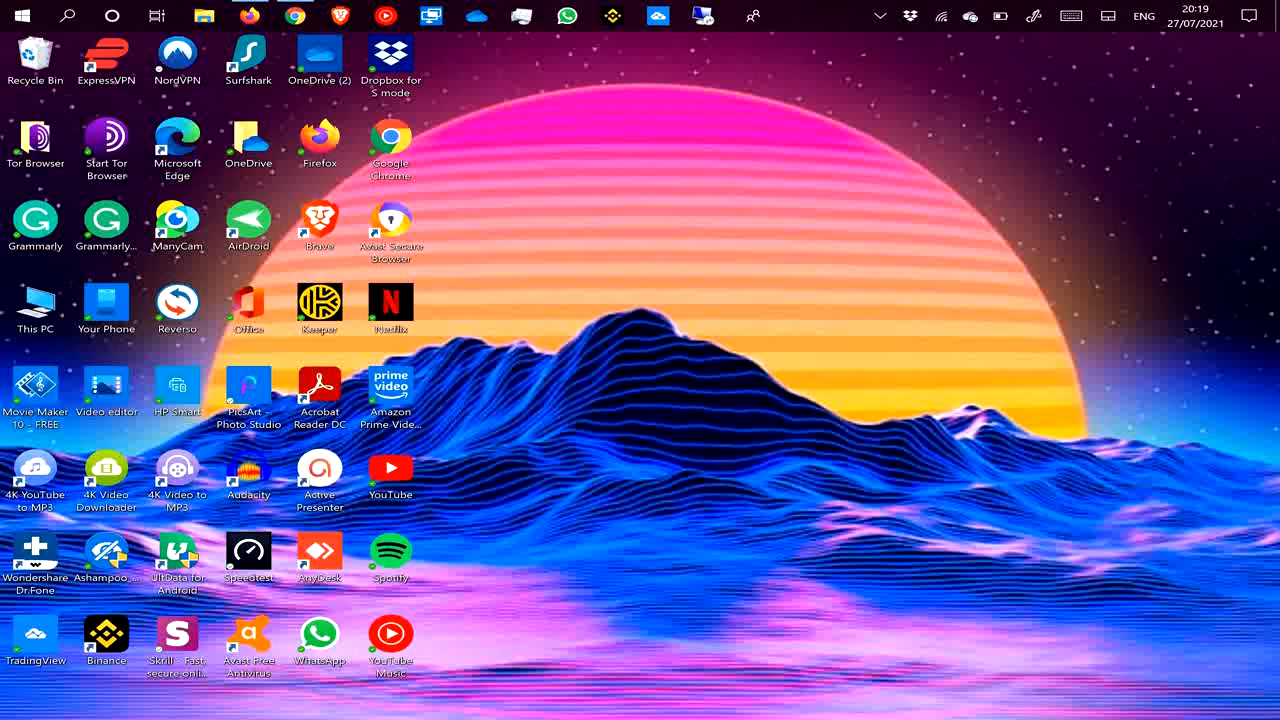 20:19
ENG
27/07/2021
Recycle Bin
ExpressVPN
NordVPN
Surfshark
OneDrive (2)
Dropbox for
S mode
Tor Browser
Start Tor
Browser
Microsoft
Edge
OneDrive
Firefox
Google
Chrome
Grammarly
Grammarly...
ManyCam
AirDroid
Brave
Avast Secure
Browser
This PC
Your Phone
Reverso
Office
Keeper
Netflix
Movie Maker
10 - FREE
Video editor
HP Smart
PicsArt -
Photo Studio
Acrobat
Reader DC
prime
video
Amazon
Prime Vide...
4K YouTube
to MP3
4K Video
Downloader
4K Video to
MP3
Audacity
Active
Presenter
YouTube
Wondershare
Dr.Fone
Ashampoo_...
UltData for
Android
Speedtest
AnyDesk
Spotify
TradingView
Binance
Skrill - Fast,
secure onli...
Avast Free
Antivirus
WhatsApp
YouTube
Music